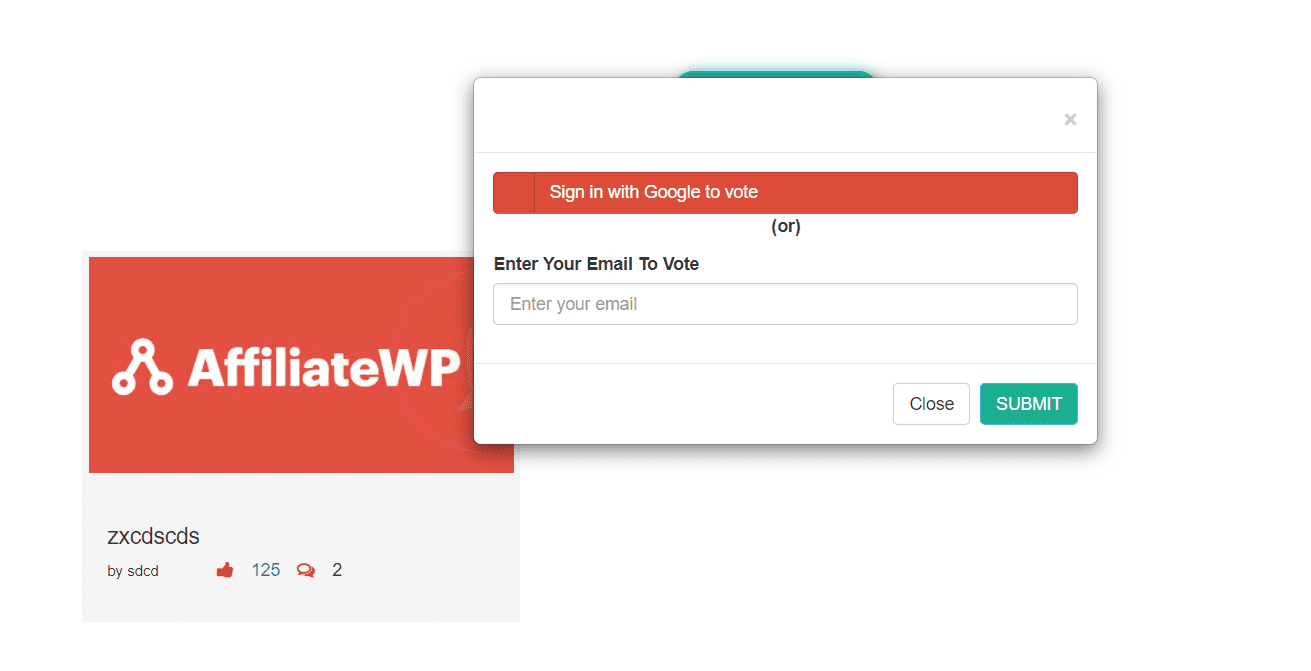 ×
Sign in with Google to vote
(or)
Enter Your Email To Vote
Enter your email
Close SUBMIT
AffiliateWP
zxcdscds
by sdcd 125 2